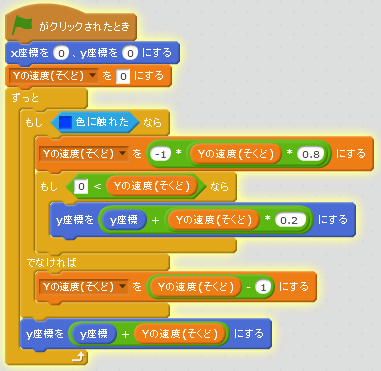 がクリックされたとき
x座標を 0 、y座標を 0 にする
Yの速度(そくど) を 0 にする
ずっと
もし 色に触れた なら
Yの速度(そくど) を -1 * Yの速度(そくど) * 0.8 にする
もし 0 < Yの速度(そくど) なら
y座標を y座標 + Yの速度(そくど) * 0.2 にする
でなければ
Yの速度(そくど) を Yの速度(そくど) - 1 にする
y座標を y座標 + Yの速度(そくど) にする